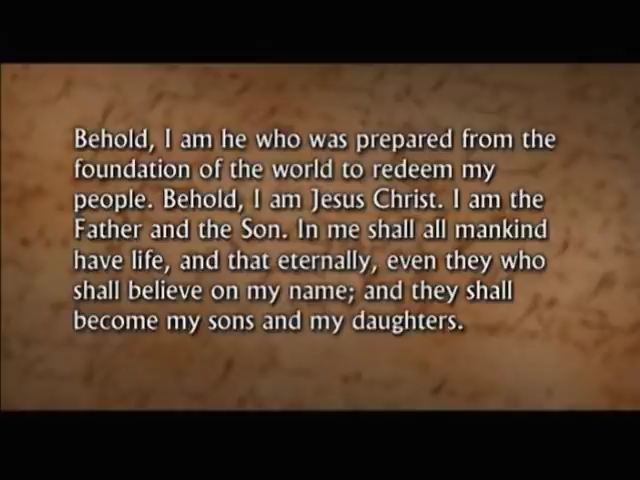 Behold, I am he who was prepared from the
foundation of the world to redeem my
people. Behold, I am Jesus Christ. I am the
Father and the Son. In me shall all mankind
have life, and that eternally, even they who
shall believe on my name; and they shall
become my sons and my daughters.